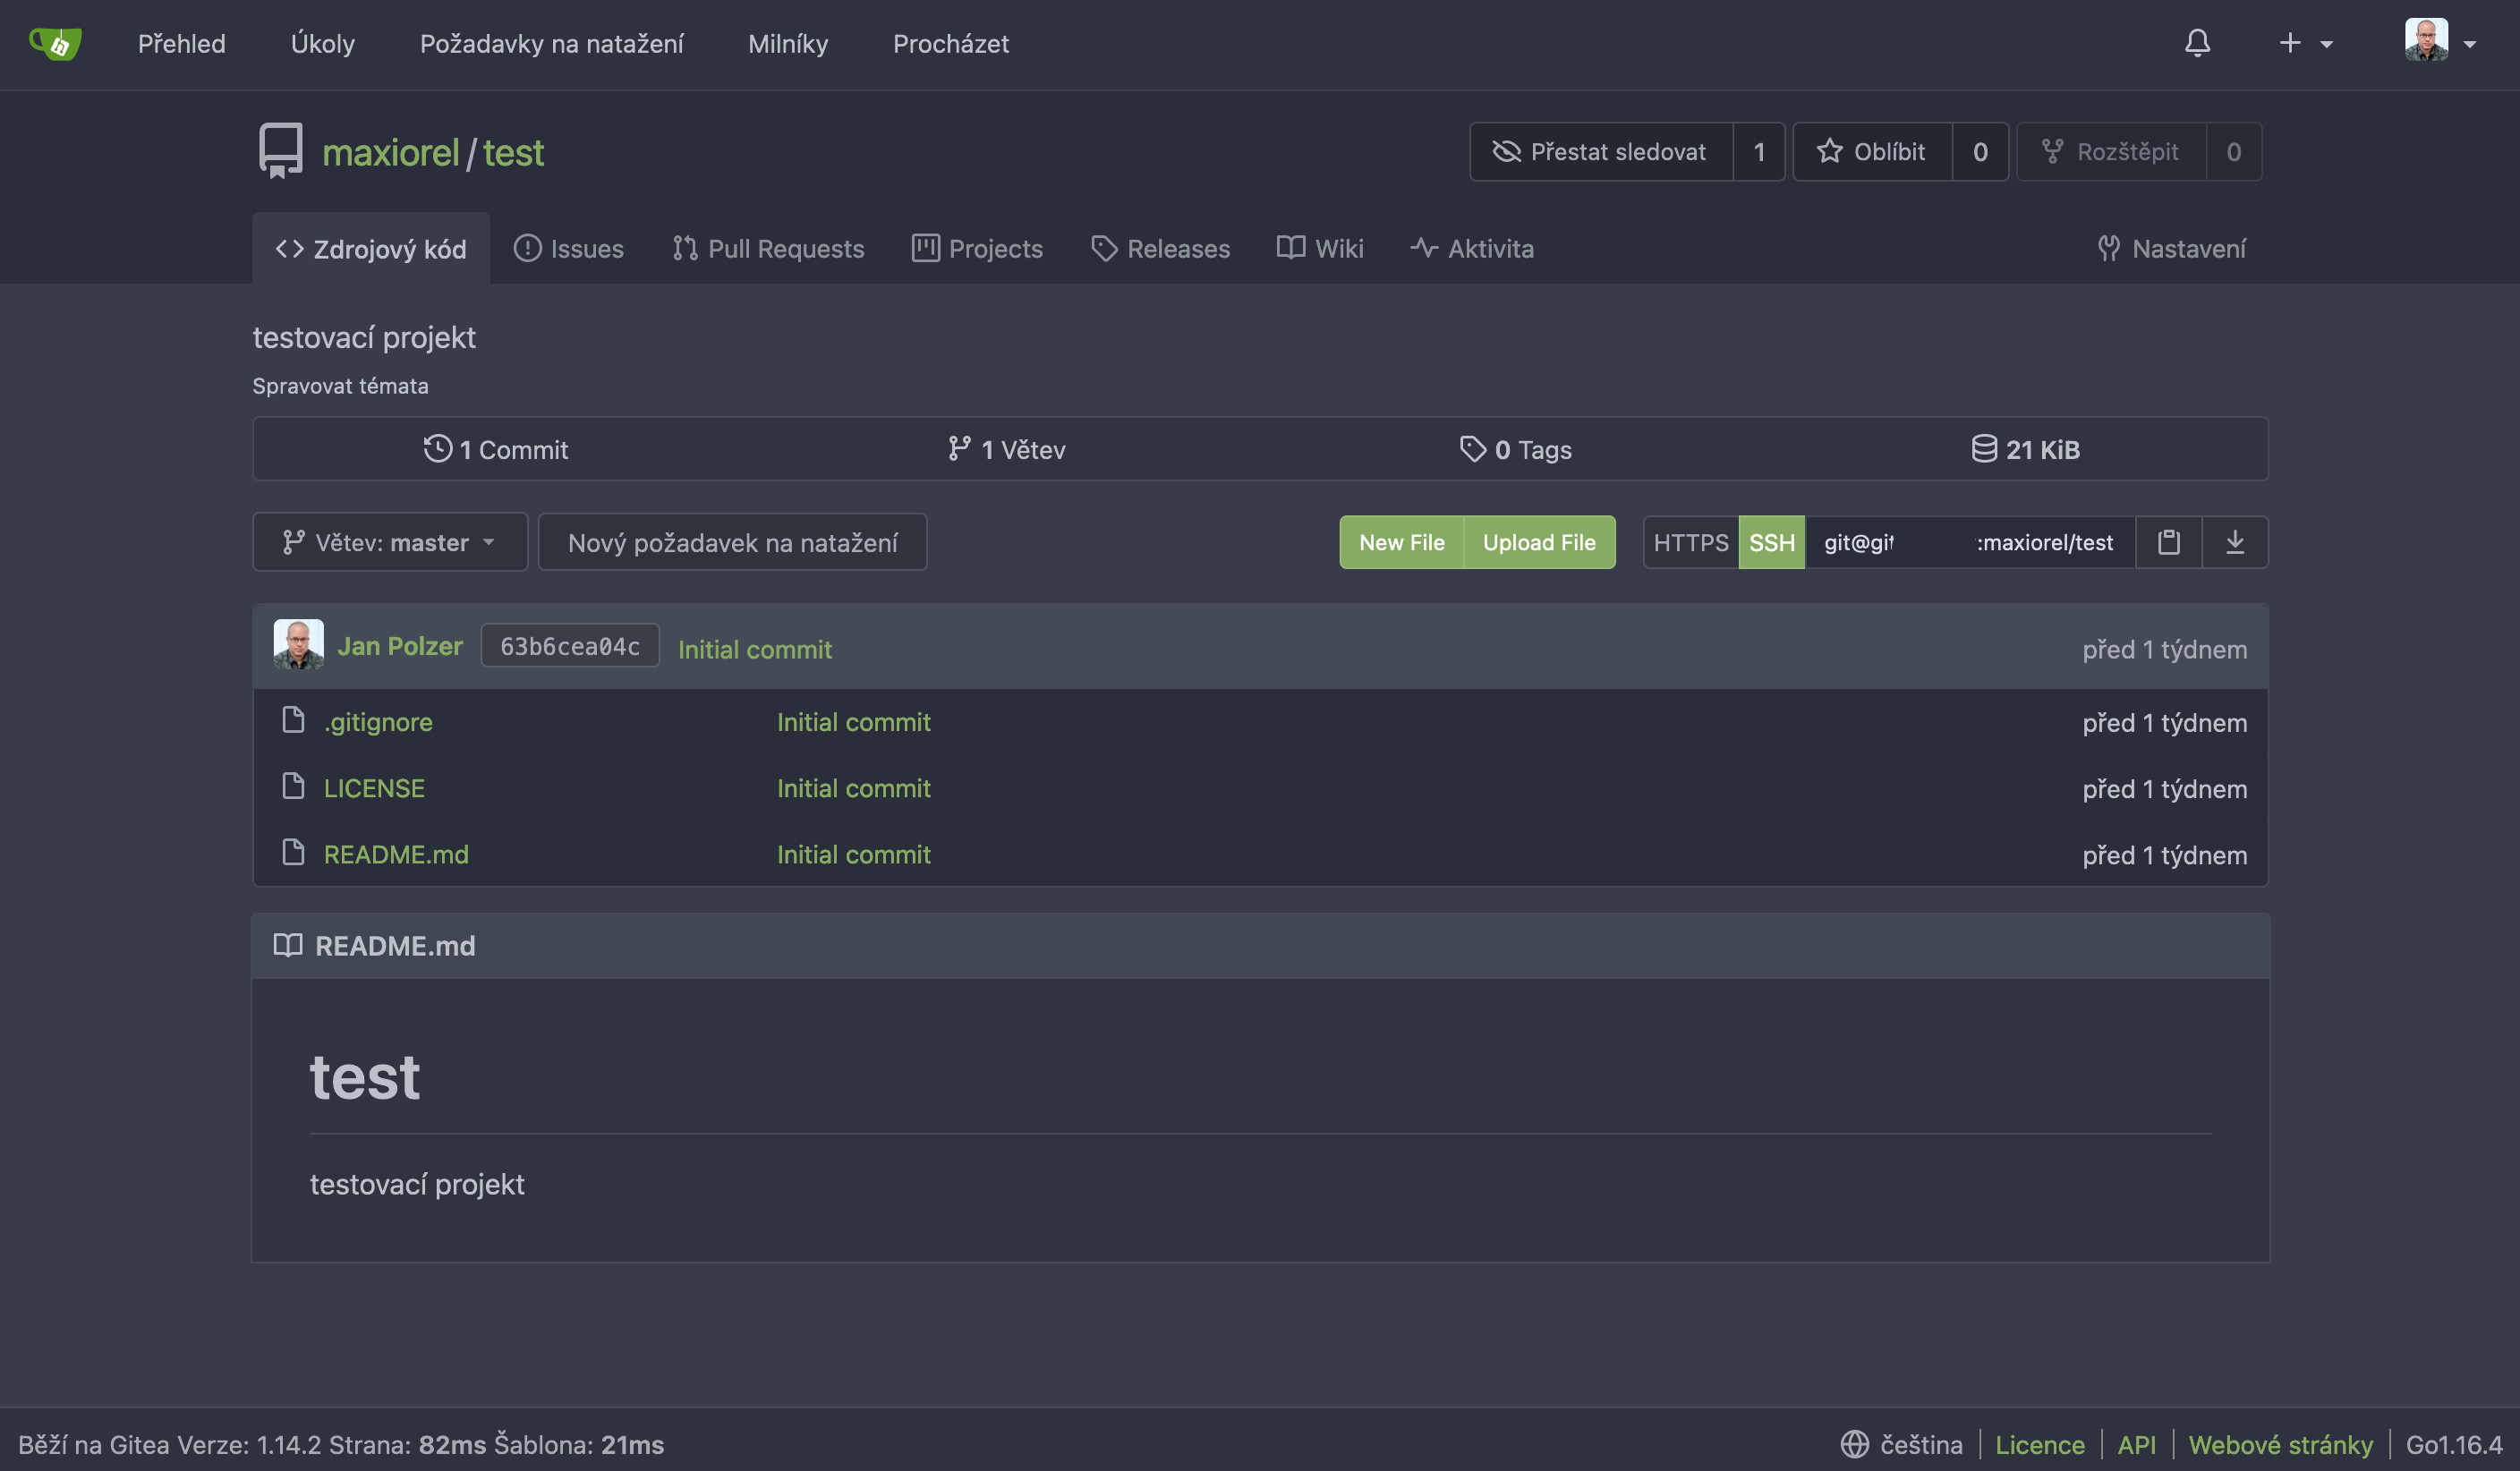 Přehled Úkoly Požadavky na natažení Milníky Procházet
maxiorel/test Přestat sledovat 1 Oblíbit 0 Rozštěpit 0
Zdrojový kód Issues Pull Requests Projects Releases Wiki Aktivita Nastavení
testovací projekt
Spravovat témata
1 Commit 1 Větev 0 Tags 21 KiB
Větev: master Nový požadavek na natažení New File Upload File HTTPS SSH git@git :maxiorel/test
Jan Polzer 63b6cea04c Initial commit před 1 týdnem
.gitignore Initial commit před 1 týdnem
LICENSE Initial commit před 1 týdnem
README.md Initial commit před 1 týdnem
README.md
test
testovací projekt
Běží na Gitea Verze: 1.14.2 Strana: 82ms Šablona: 21ms čeština Licence API Webové stránky Go1.16.4